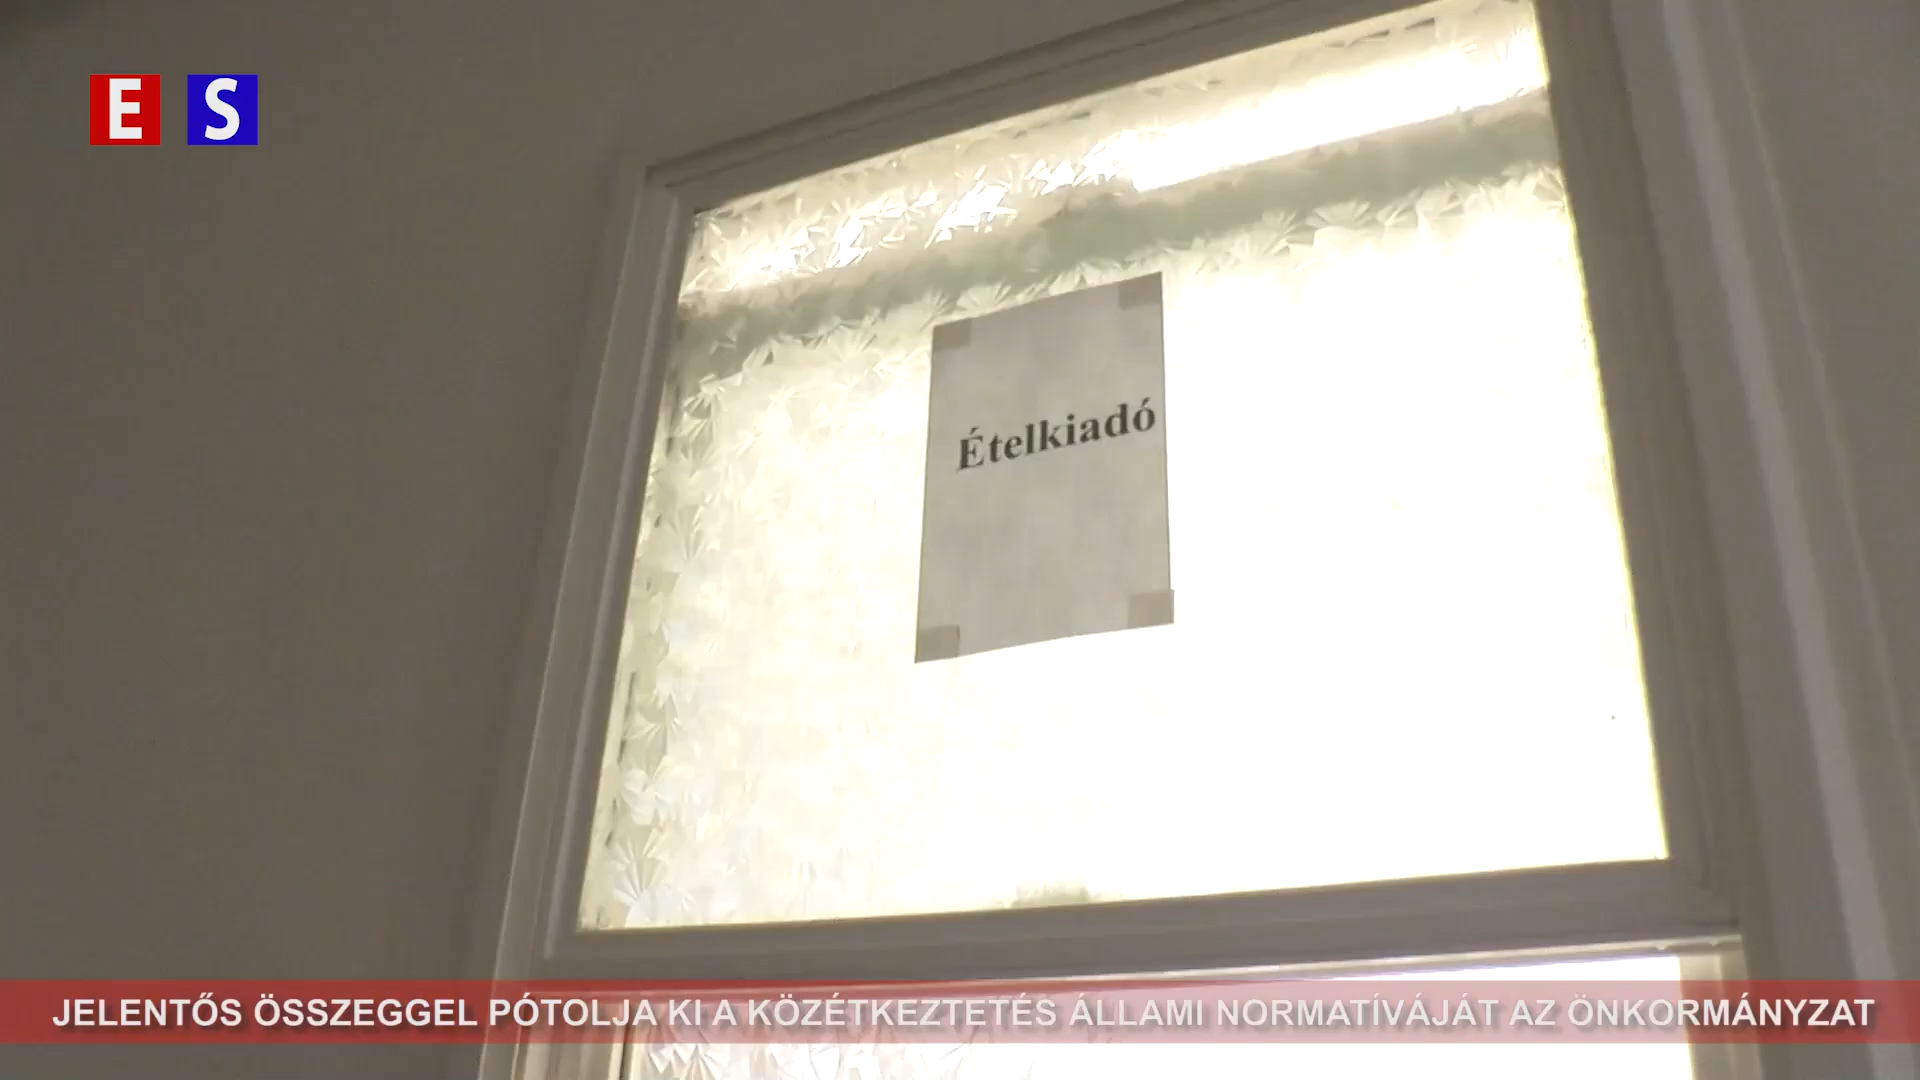 E S
Ételkiadó
JELENTŐS ÖSSZEGGEL PÓTOLJA KI A KÖZÉTKEZTETÉS ÁLLAMI NORMATÍVÁJÁT AZ ÖNKORMÁNYZAT